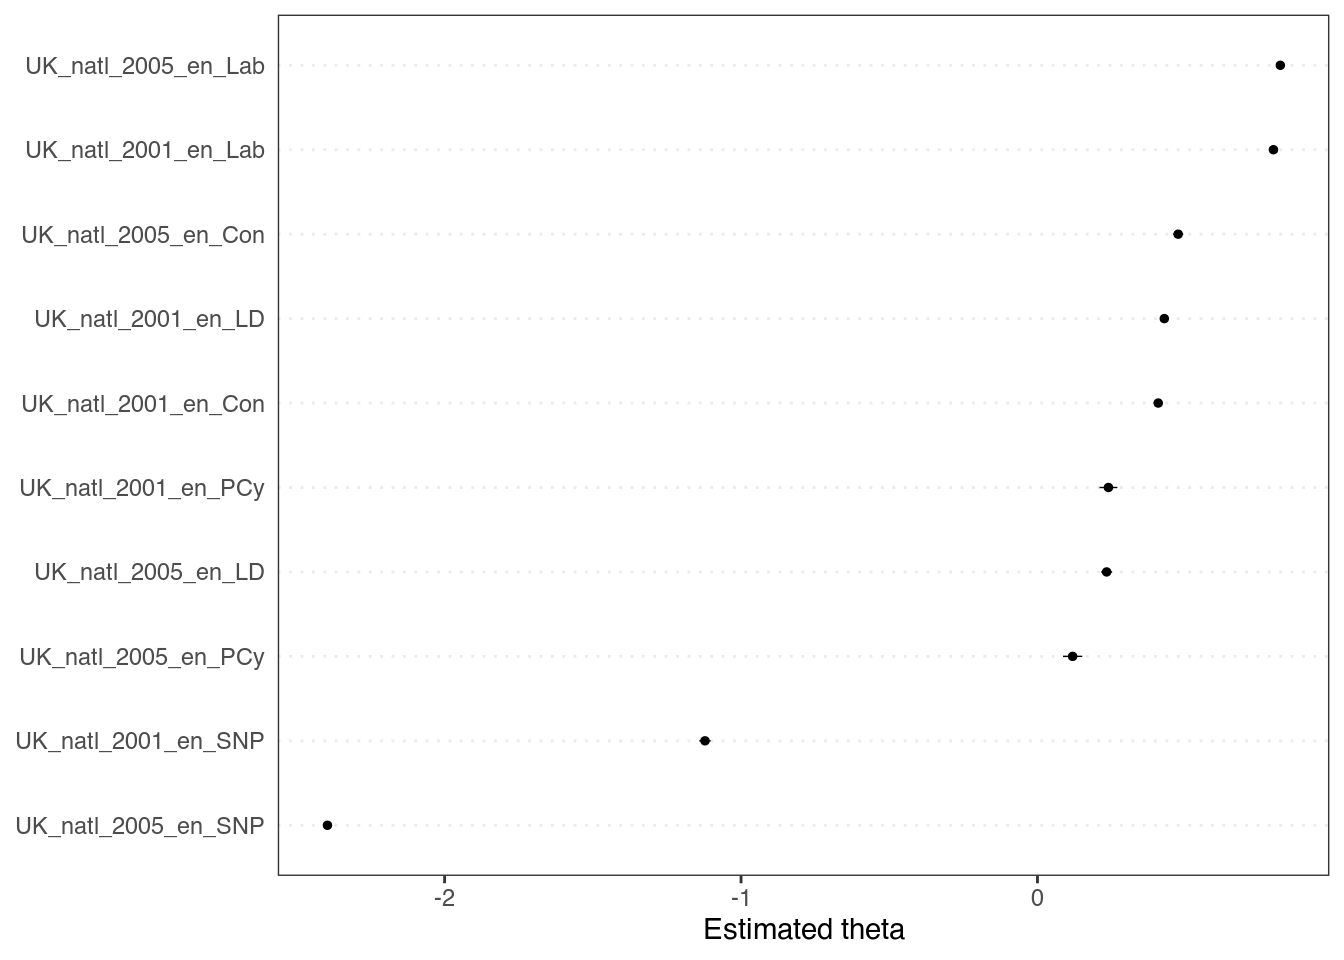 UK_natl_2005_en_Lab
UK_natl_2001_en_Lab
UK_natl_2005_en_Con
UK_natl_2001_en_LD
UK_natl_2001_en_Con
UK_natl_2001_en_PCy
UK_natl_2005_en_LD
UK_natl_2005_en_PCy
UK_natl_2001_en_SNP
UK_natl_2005_en_SNP
-2 -1 0
Estimated theta